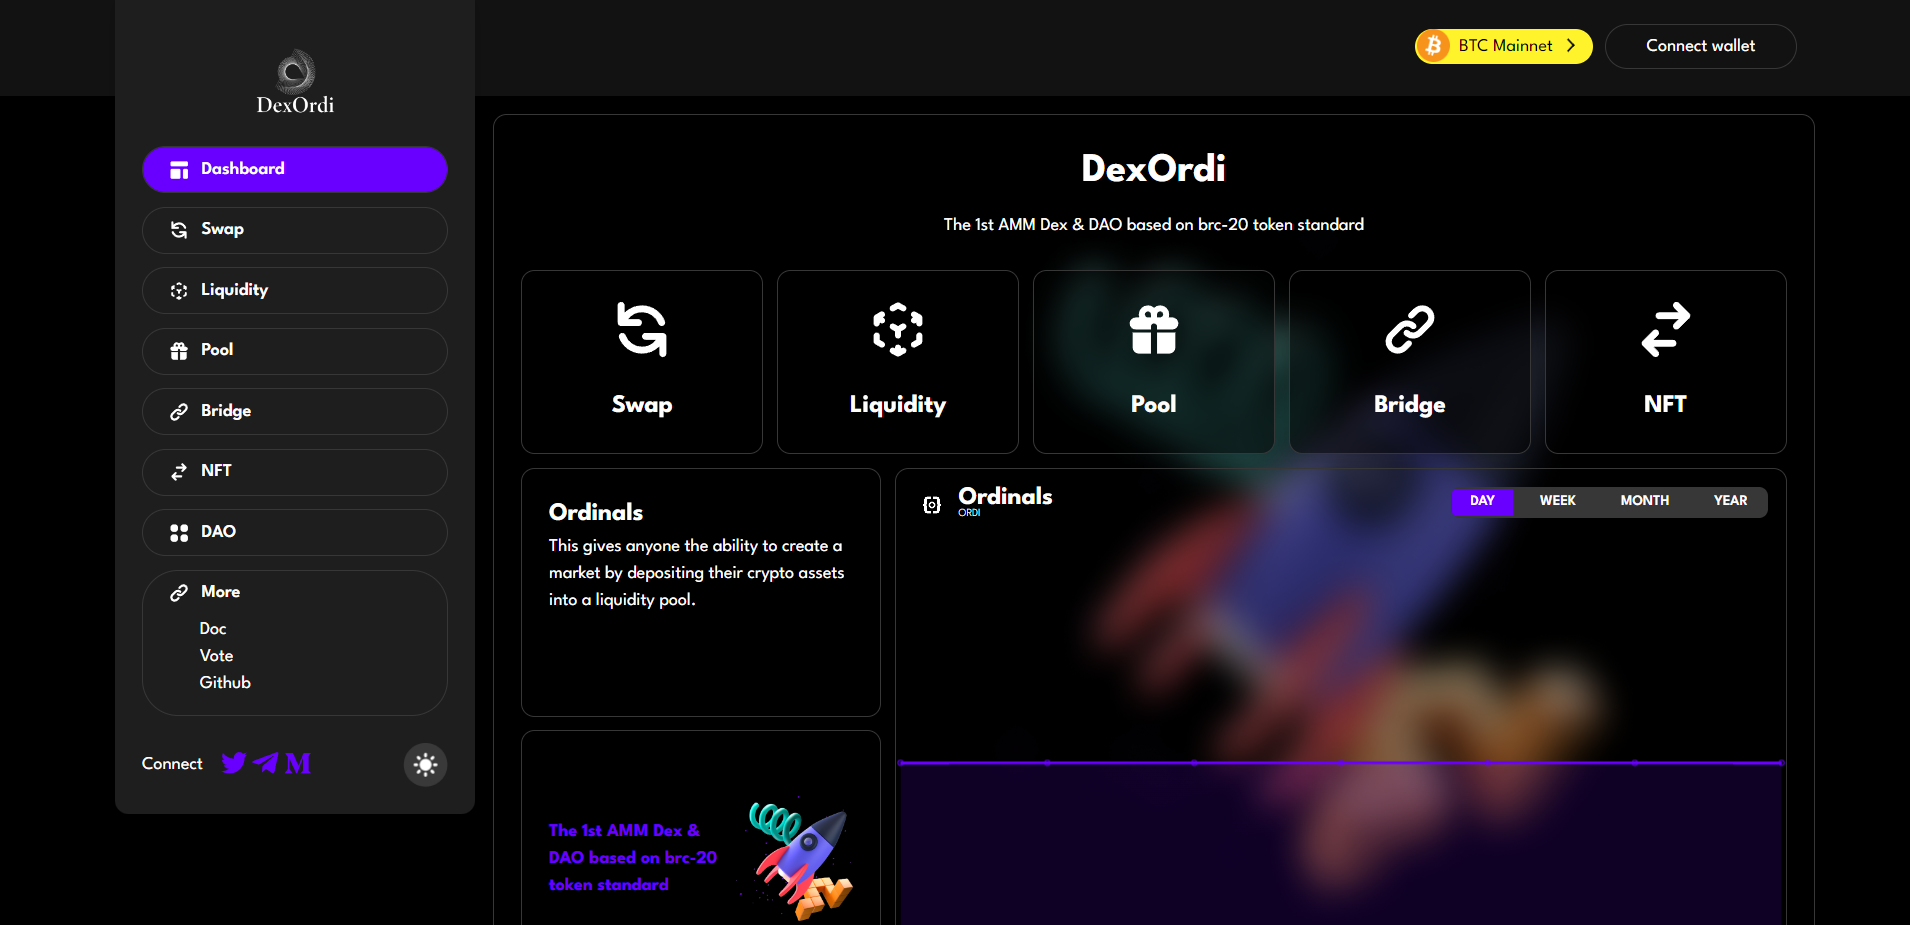 DexOrdi
Dashboard
Swap
Liquidity
Pool
Bridge
NFT
DAO
More
Doc
Vote
Github
Connect
BTC Mainnet
Connect wallet
DexOrdi
The 1st AMM Dex & DAO based on brc-20 token standard
Swap
Liquidity
Pool
Bridge
NFT
Ordinals
This gives anyone the ability to create a
market by depositing their crypto assets
into a liquidity pool.
The 1st AMM Dex &
DAO based on brc-20
token standard
Ordinals
ORDI
DAY WEEK MONTH YEAR